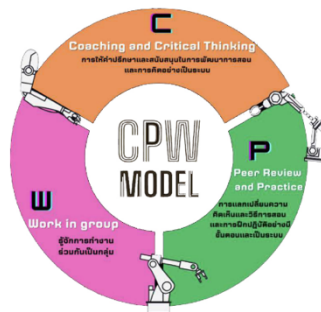 C
Coaching and Critical Thinking
การให้คำปรึกษาและสนับสนุนในการพัฒนาการสอน
และการคิดอย่างเป็นระบบ
CPW
MODEL
P
Peer Review
and Practice
การแลกเปลี่ยนความ
คิดเห็นและวิธีการสอน
และการฝึกปฏิบัติอย่างมี
ขั้นตอนและเป็นระบบ
W
Work in group
รู้จักการทำงาน
ร่วมกันเป็นกลุ่ม